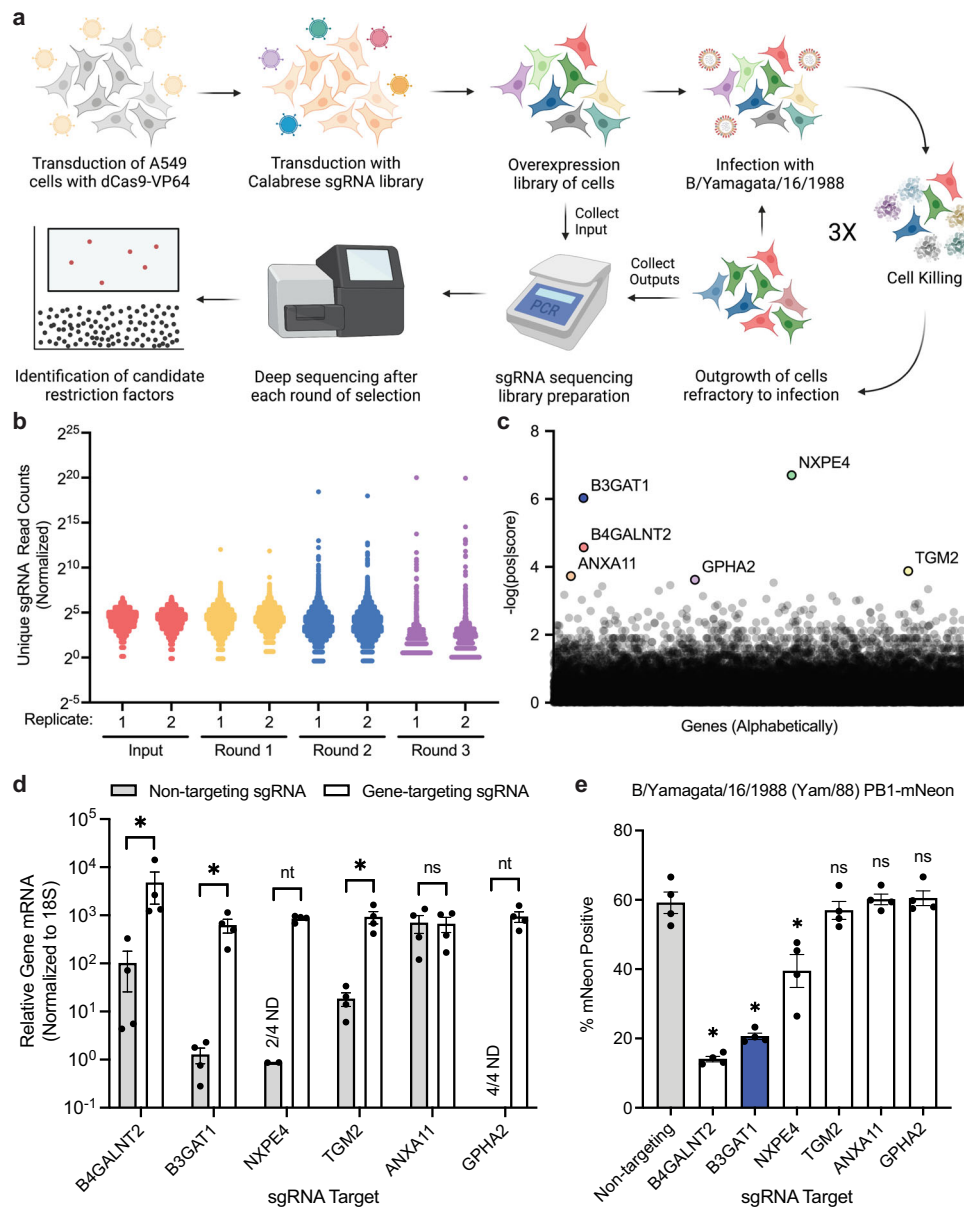 a
Transduction of A549
cells with dCas9-VP64
Transduction with
Calabrese sgRNA library
Overexpression
library of cells
Infection with
B/Yamagata/16/1988
Collect
Input
3X
Cell Killing
Collect
Outputs
PCR
Identification of candidate
restriction factors
Deep sequencing after
each round of selection
sgRNA sequencing
library preparation
Outgrowth of cells
refractory to infection
b
Unique sgRNA Read Counts
(Normalized)
2^25
2^20
2^15
2^10
2^5
2^0
2^-5
Replicate: 1 2 1 2 1 2 1 2
Input Round 1 Round 2 Round 3
c
-log(pos|score)
8
6
4
2
0
NXPE4
B3GAT1
B4GALNT2
ANXA11
GPHA2
TGM2
Genes (Alphabetically)
d
Non-targeting sgRNA Gene-targeting sgRNA
Relative Gene mRNA
(Normalized to 18S)
10^5
10^4
10^3
10^2
10^1
10^0
10^-1
* * nt * ns nt
2/4 ND
4/4 ND
B4GALNT2 B3GAT1 NXPE4 TGM2 ANXA11 GPHA2
sgRNA Target
e
B/Yamagata/16/1988 (Yam/88) PB1-mNeon
% mNeon Positive
80
60
40
20
0
* * * ns ns ns
Non-targeting B4GALNT2 B3GAT1 NXPE4 TGM2 ANXA11 GPHA2
sgRNA Target